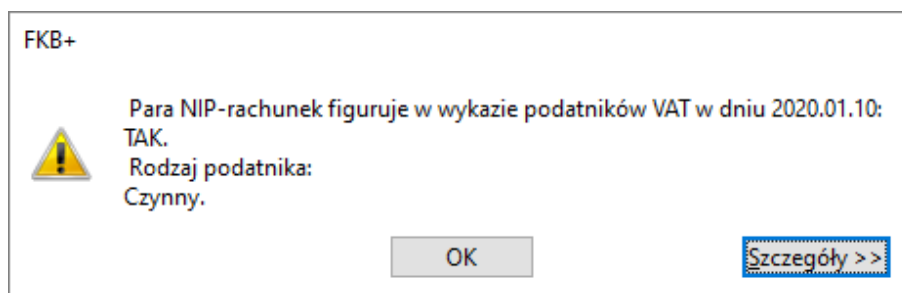 FKB+
Para NIP-rachunek figuruje w wykazie podatników VAT w dniu 2020.01.10:
TAK.
Rodzaj podatnika:
Czynny.
OK
Szczegóły >>